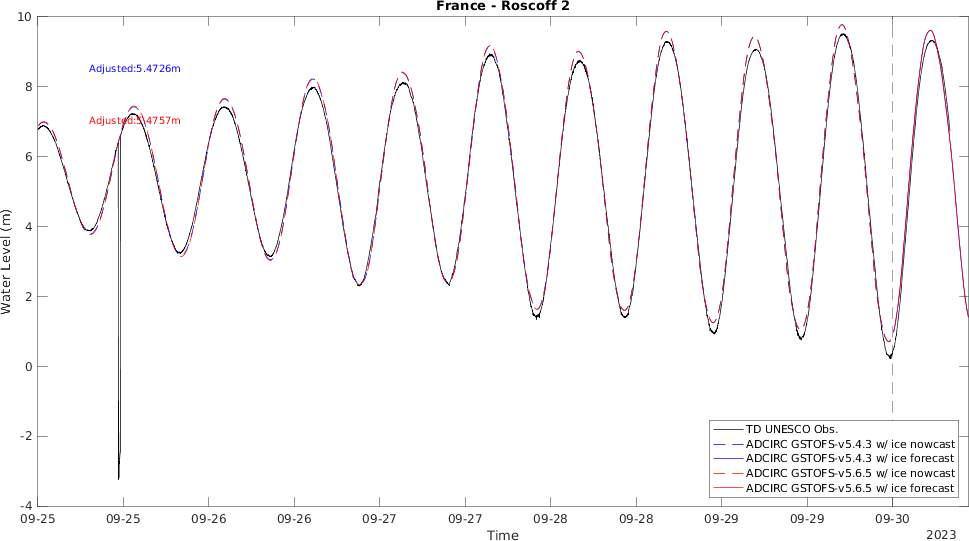 France - Roscoff 2
10
8
6
4
2
0
-2
-4
Water Level (m)
Adjusted:5.4726m
Adjusted:5.4757m
TD UNESCO Obs.
ADCIRC GSTOFS-v5.4.3 w/ ice nowcast
ADCIRC GSTOFS-v5.4.3 w/ ice forecast
ADCIRC GSTOFS-v5.6.5 w/ ice nowcast
ADCIRC GSTOFS-v5.6.5 w/ ice forecast
09-25 09-25 09-26 09-26 09-27 09-27 09-28 09-28 09-29 09-29 09-30
Time
2023